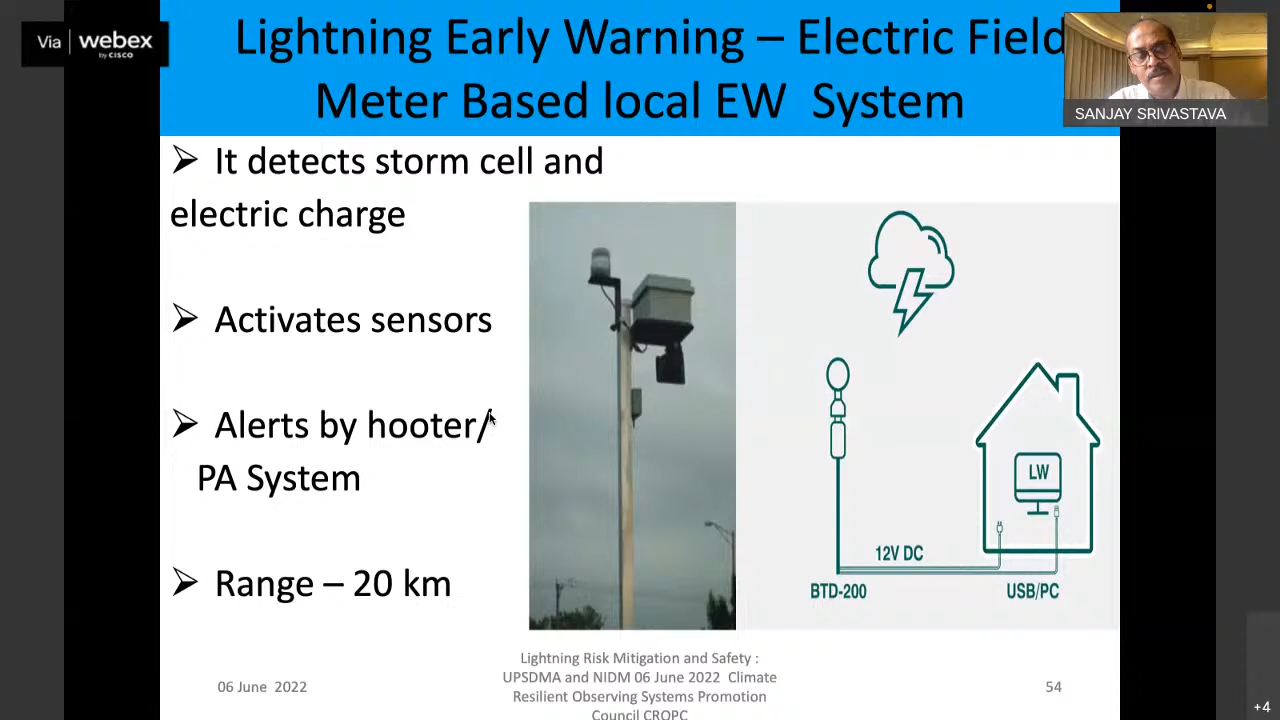 Via webex
by CISCO
Lightning Early Warning – Electric Field
Meter Based local EW System
SANJAY SRIVASTAVA
➢ It detects storm cell and
electric charge
➢ Activates sensors
➢ Alerts by hooter/
PA System
➢ Range – 20 km
LW
12V DC
BTD-200
USB/PC
06 June 2022
Lightning Risk Mitigation and Safety :
UPSDMA and NIDM 06 June 2022 Climate
Resilient Observing Systems Promotion
Council CROPC
54
+4